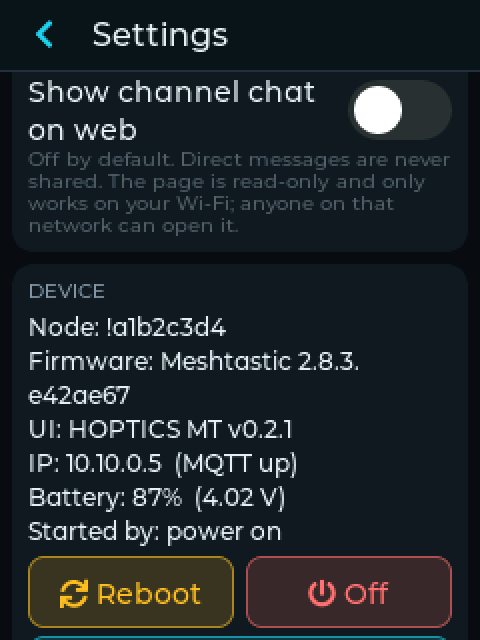 Settings
Show channel chat
on web
Off by default. Direct messages are never
shared. The page is read-only and only
works on your Wi-Fi; anyone on that
network can open it.
DEVICE
Node: !a1b2c3d4
Firmware: Meshtastic 2.8.3.
e42ae67
UI: HOPTICS MT v0.2.1
IP: 10.10.0.5 (MQTT up)
Battery: 87% (4.02 V)
Started by: power on
Reboot
Off